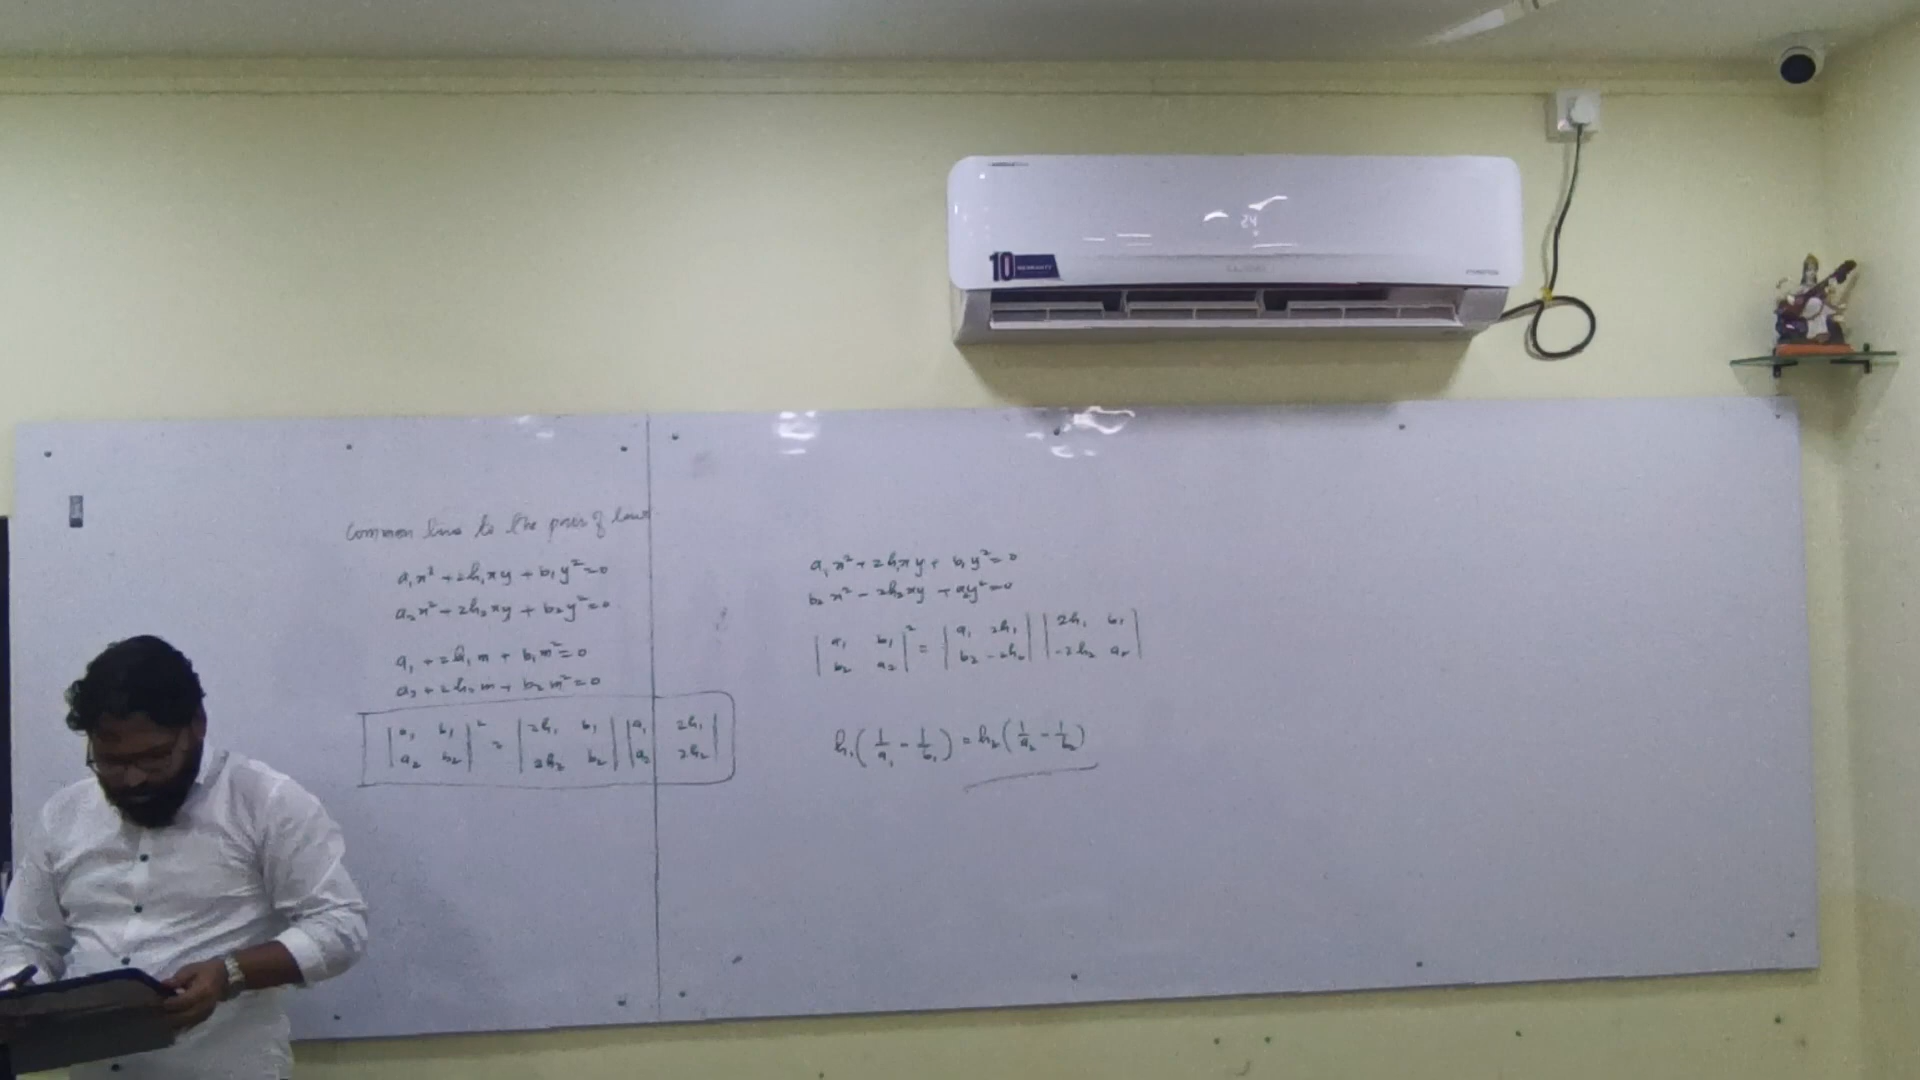 24
10
WARRANTY
Common line to the pair of lines
a₁x² + 2h₁xy + b₁y² = 0
a₂x² + 2h₂xy + b₂y² = 0
a₁ + 2h₁m + b₁m² = 0
a₂ + 2h₂m + b₂m² = 0
|a₁ b₁; a₂ b₂|² = |2h₁ b₁; 2h₂ b₂| |a₁ 2h₁; a₂ 2h₂|
a₁x² + 2h₁xy + b₁y² = 0
b₂x² - 2h₂xy + a₂y² = 0
|a₁ b₁; b₂ a₂|² = |a₁ 2h₁; b₂ -2h₂| |2h₁ b₁; -2h₂ a₂|
h₁(1/a₁ - 1/b₁) = h₂(1/a₂ - 1/b₂)